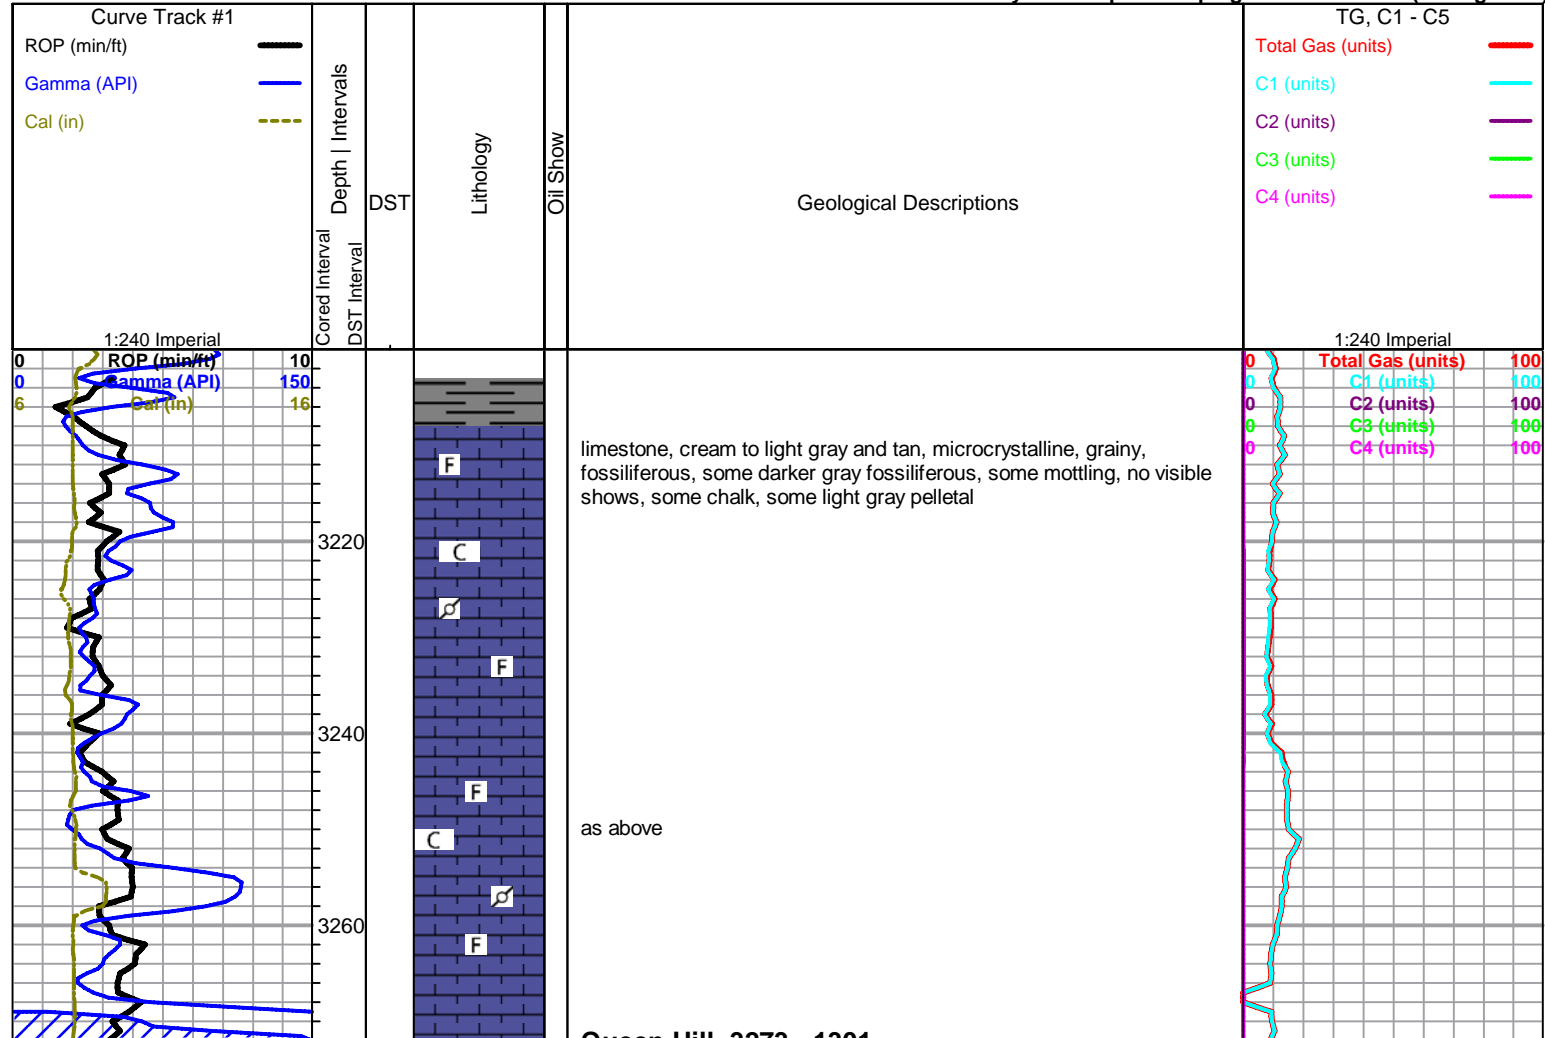 Curve Track #1
ROP (min/ft)
Gamma (API)
Cal (in)
1:240 Imperial
0 ROP (min/ft) 10
0 Gamma (API) 150
6 Cal (in) 16
Cored Interval
Depth | Intervals
DST Interval
DST
Lithology
Oil Show
Geological Descriptions
TG, C1 - C5
Total Gas (units)
C1 (units)
C2 (units)
C3 (units)
C4 (units)
1:240 Imperial
0 Total Gas (units) 100
0 C1 (units) 100
0 C2 (units) 100
0 C3 (units) 100
0 C4 (units) 100
F
limestone, cream to light gray and tan, microcrystalline, grainy,
fossiliferous, some darker gray fossiliferous, some mottling, no visible
shows, some chalk, some light gray pelletal
3220
C
F
3240
F
as above
C
3260
F
Queen Hill 3273 -1301